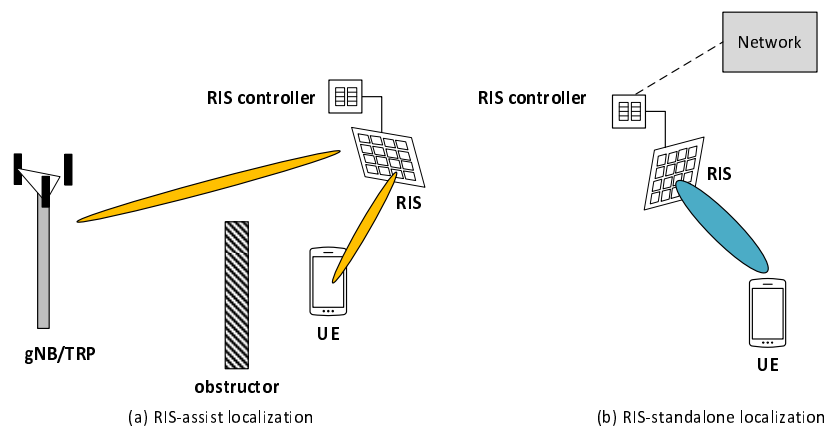 Network
RIS controller
RIS controller
RIS
RIS
UE
UE
gNB/TRP
obstructor
(a) RIS-assist localization
(b) RIS-standalone localization